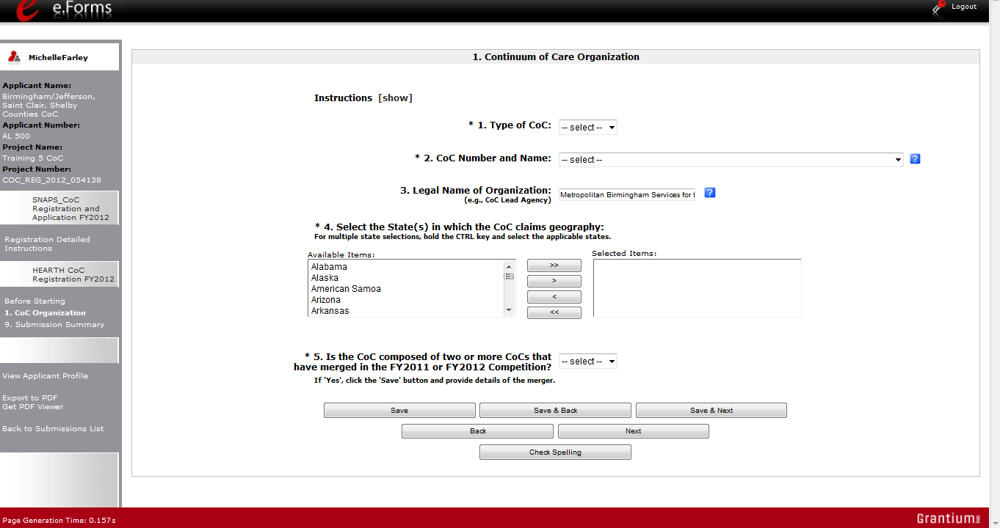 e.Forms
Logout
MichelleFarley
Applicant Name:
Birmingham/Jefferson,
Saint Clair, Shelby
Counties CoC
Applicant Number:
AL 500
Project Name:
Training 5 CoC
Project Number:
COC_REG_2012_054138
SNAPS_CoC
Registration and
Application FY2012
Registration Detailed
Instructions
HEARTH CoC
Registration FY2012
Before Starting
1. CoC Organization
9. Submission Summary
View Applicant Profile
Export to PDF
Get PDF Viewer
Back to Submissions List
1. Continuum of Care Organization
Instructions [show]
* 1. Type of CoC: -- select --
* 2. CoC Number and Name: -- select -- ?
3. Legal Name of Organization: Metropolitan Birmingham Services for ?
(e.g., CoC Lead Agency)
* 4. Select the State(s) in which the CoC claims geography:
For multiple state selections, hold the CTRL key and select the applicable states.
Available Items:
Selected Items:
Alabama
Alaska
American Samoa
Arizona
Arkansas
>>
>
<
<<
* 5. Is the CoC composed of two or more CoCs that
have merged in the FY2011 or FY2012 Competition? -- select --
If 'Yes', click the 'Save' button and provide details of the merger.
Save Save & Back Save & Next
Back Next
Check Spelling
Page Generation Time: 0.157s
Grantium INC